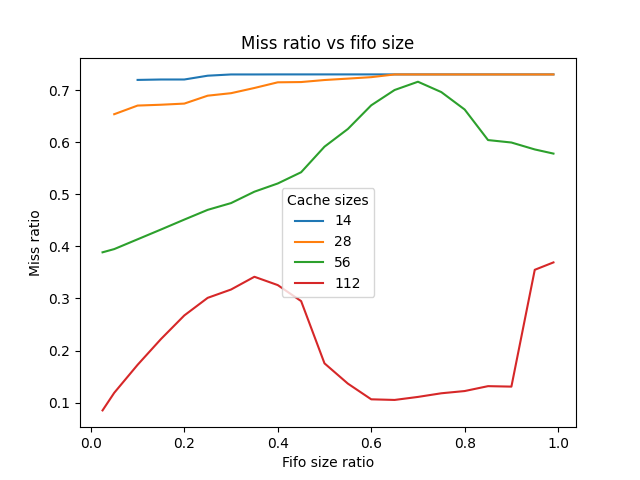 Miss ratio vs fifo size
Miss ratio
0.7
0.6
0.5
0.4
0.3
0.2
0.1
Cache sizes
14
28
56
112
0.0 0.2 0.4 0.6 0.8 1.0
Fifo size ratio